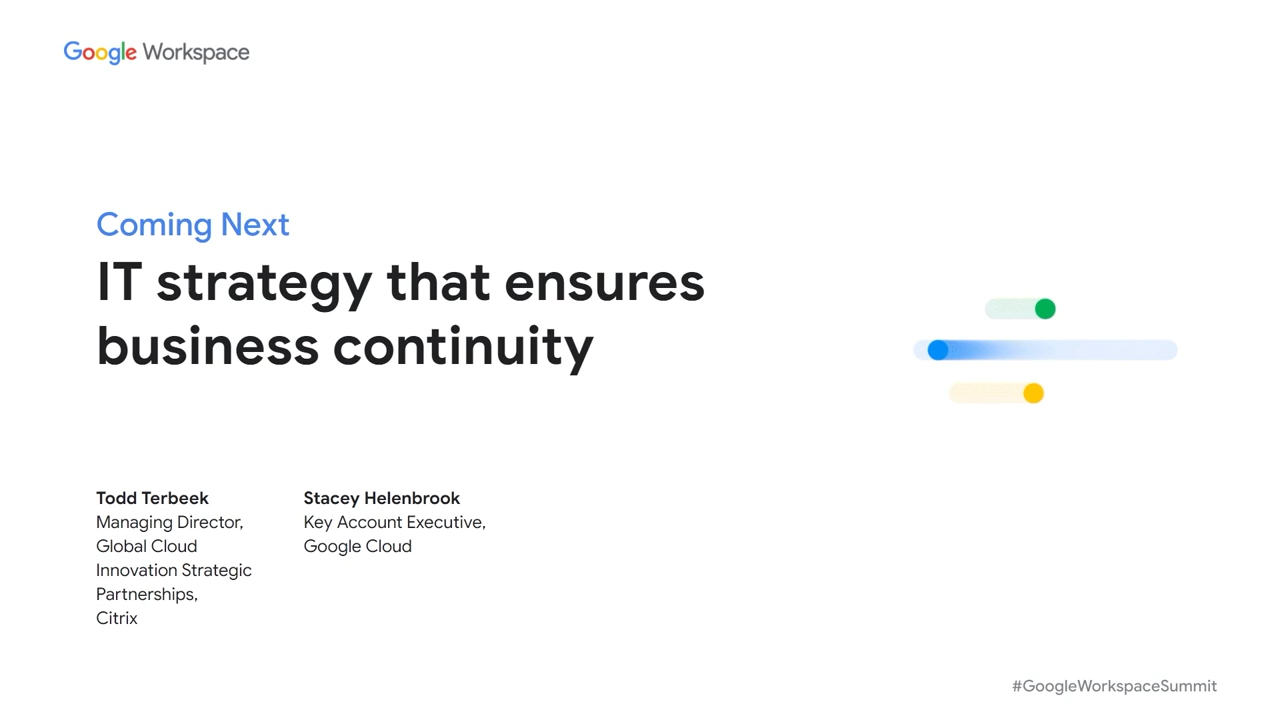 Google Workspace
Coming Next
IT strategy that ensures
business continuity
Todd Terbeek
Managing Director,
Global Cloud
Innovation Strategic
Partnerships,
Citrix
Stacey Helenbrook
Key Account Executive,
Google Cloud
#GoogleWorkspaceSummit